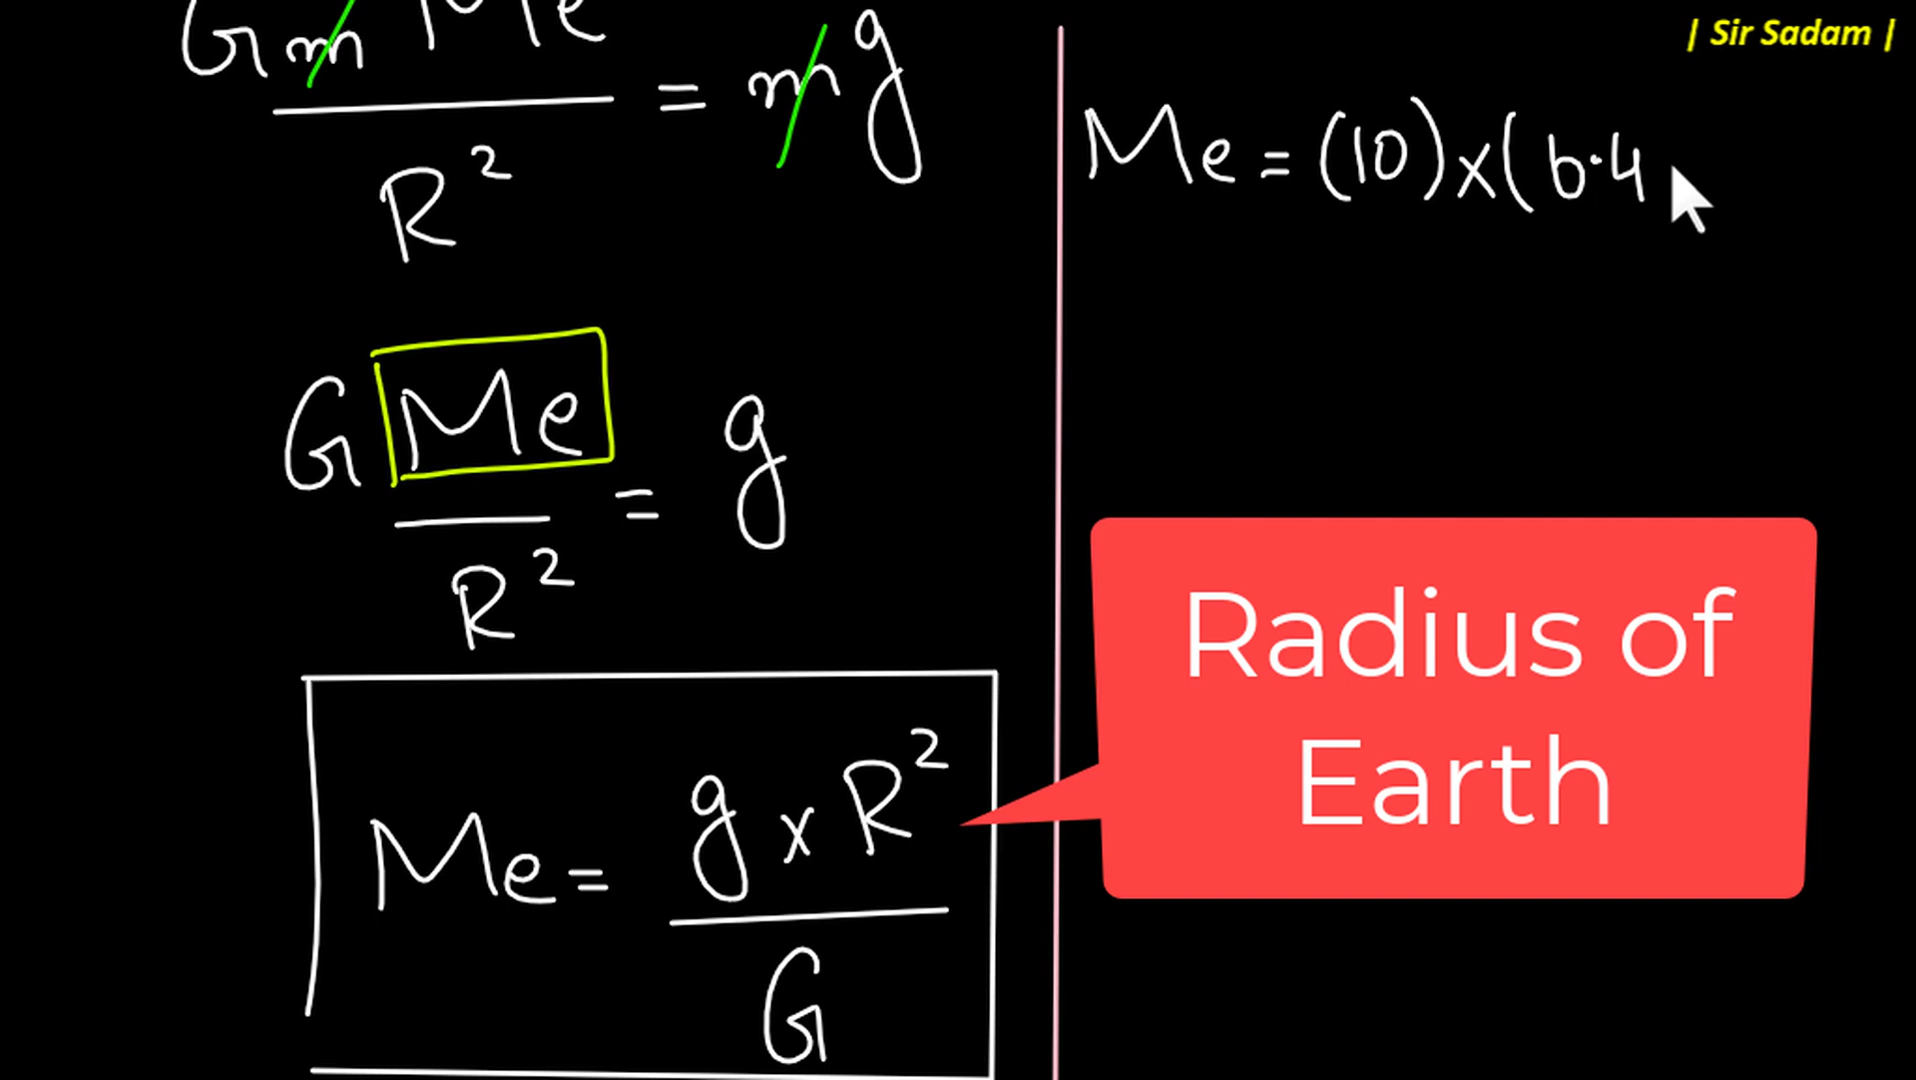 | Sir Sadam |
G m Me
= m g
R²
G Me
= g
R²
Me = g × R²
G
Me = (10) × (6.4
Radius of
Earth